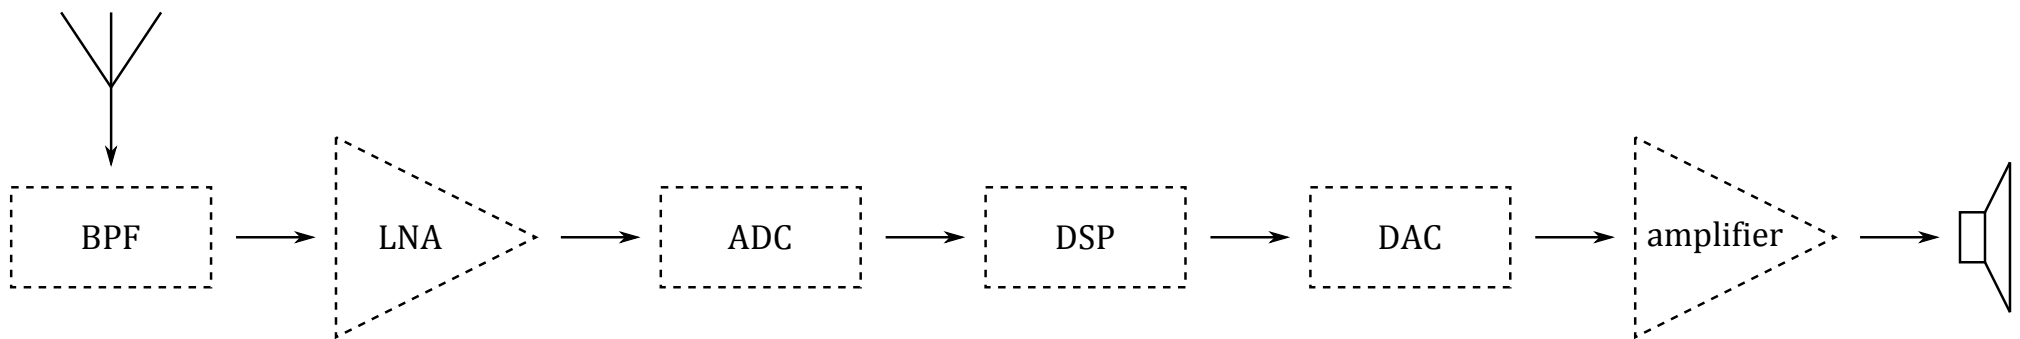 BPF
LNA
ADC
DSP
DAC
amplifier